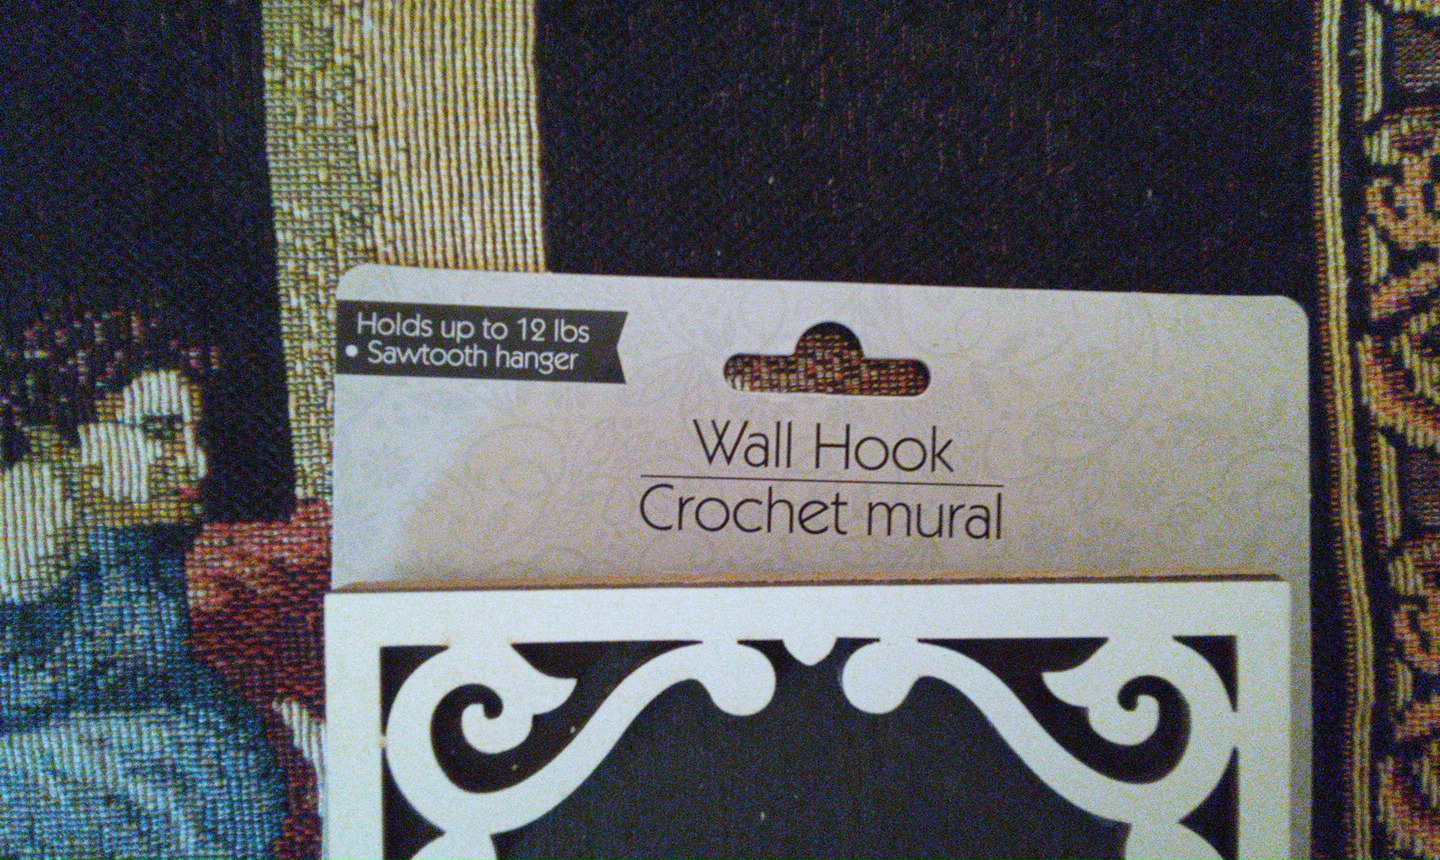 Holds up to 12 lbs
• Sawtooth hanger
Wall Hook
Crochet mural